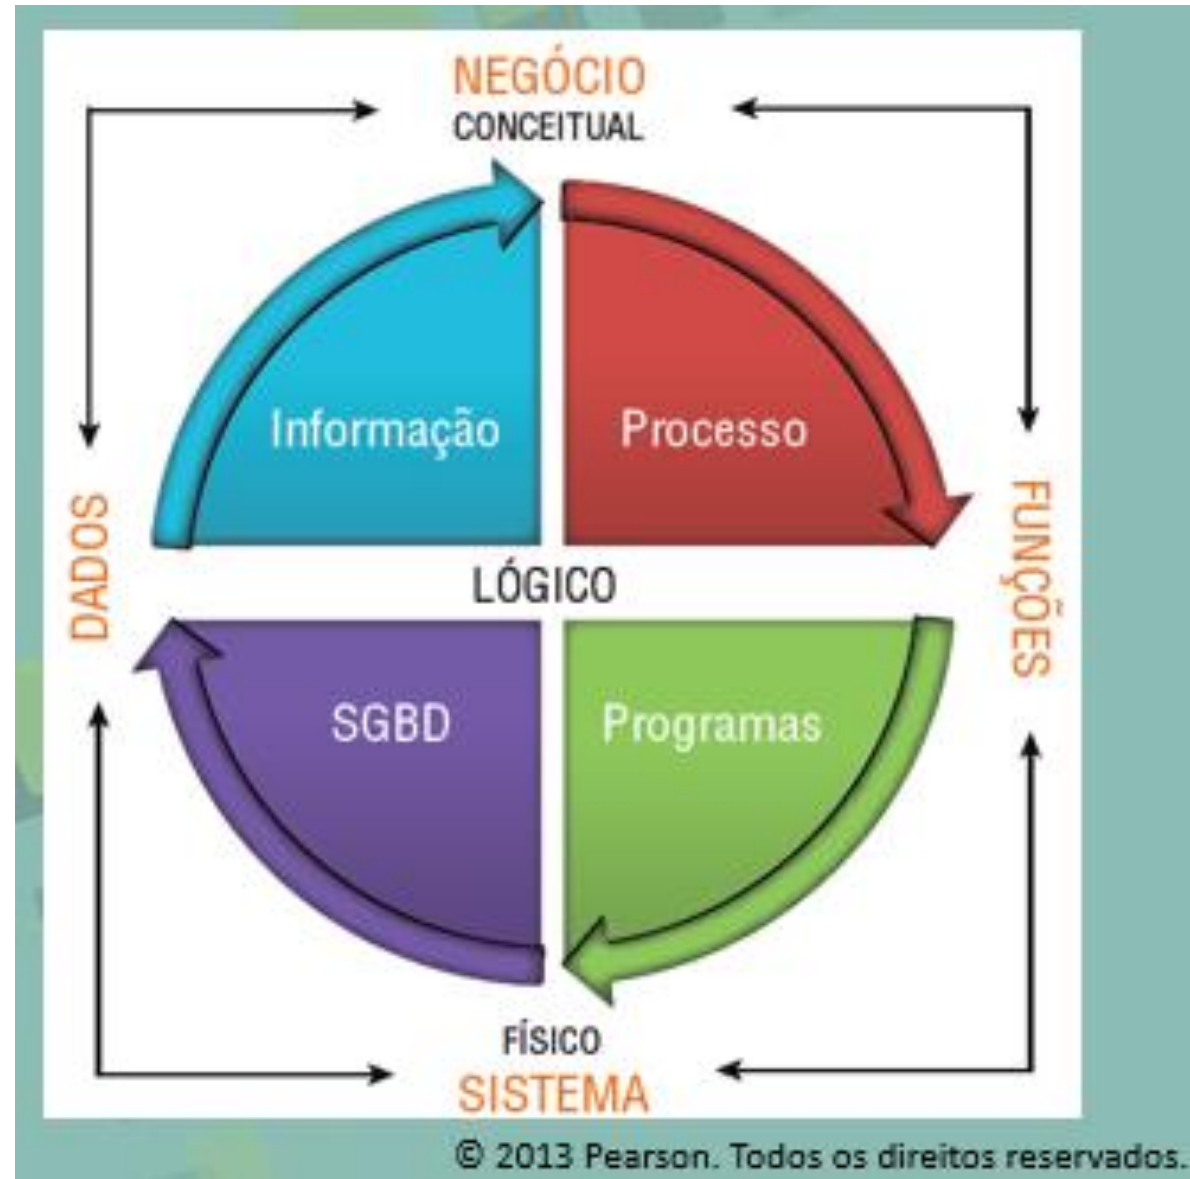 NEGÓCIO
CONCEITUAL
Informação
Processo
DADOS
LÓGICO
FUNÇÕES
SGBD
Programas
FÍSICO
SISTEMA
© 2013 Pearson. Todos os direitos reservados.